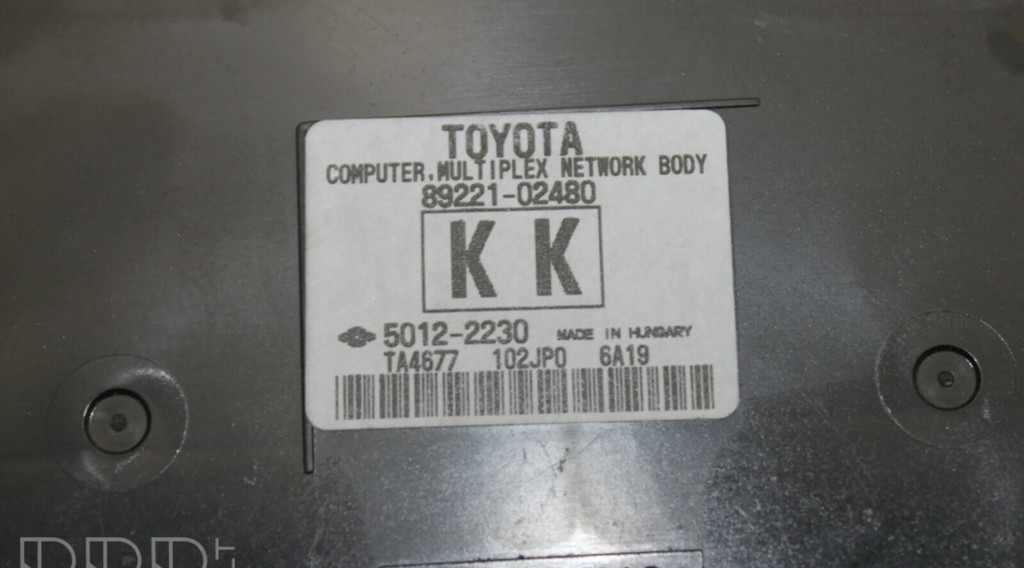 TOYOTA
COMPUTER,MULTIPLEX NETWORK BODY
89221-02480
K K
5012-2230 MADE IN HUNGARY
TA4677 102JP0 6A19